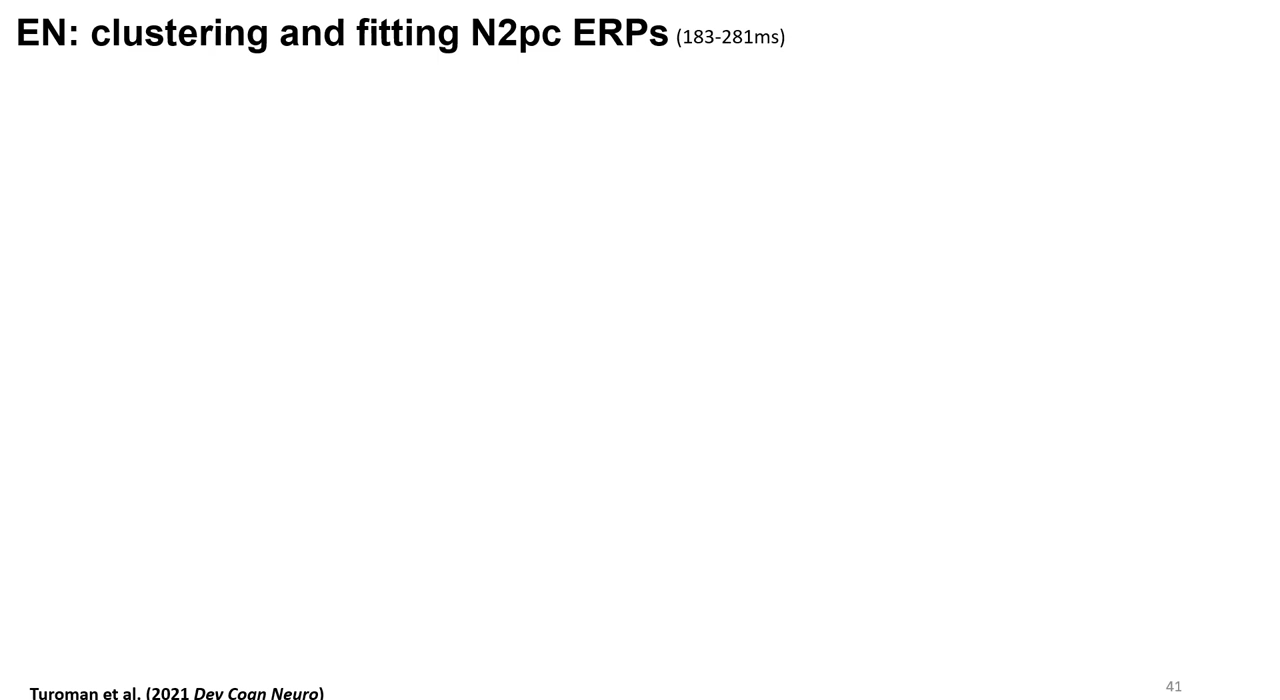 EN: clustering and fitting N2pc ERPs (183-281ms)
Turoman et al. (2021 Dev Cogn Neuro)
41